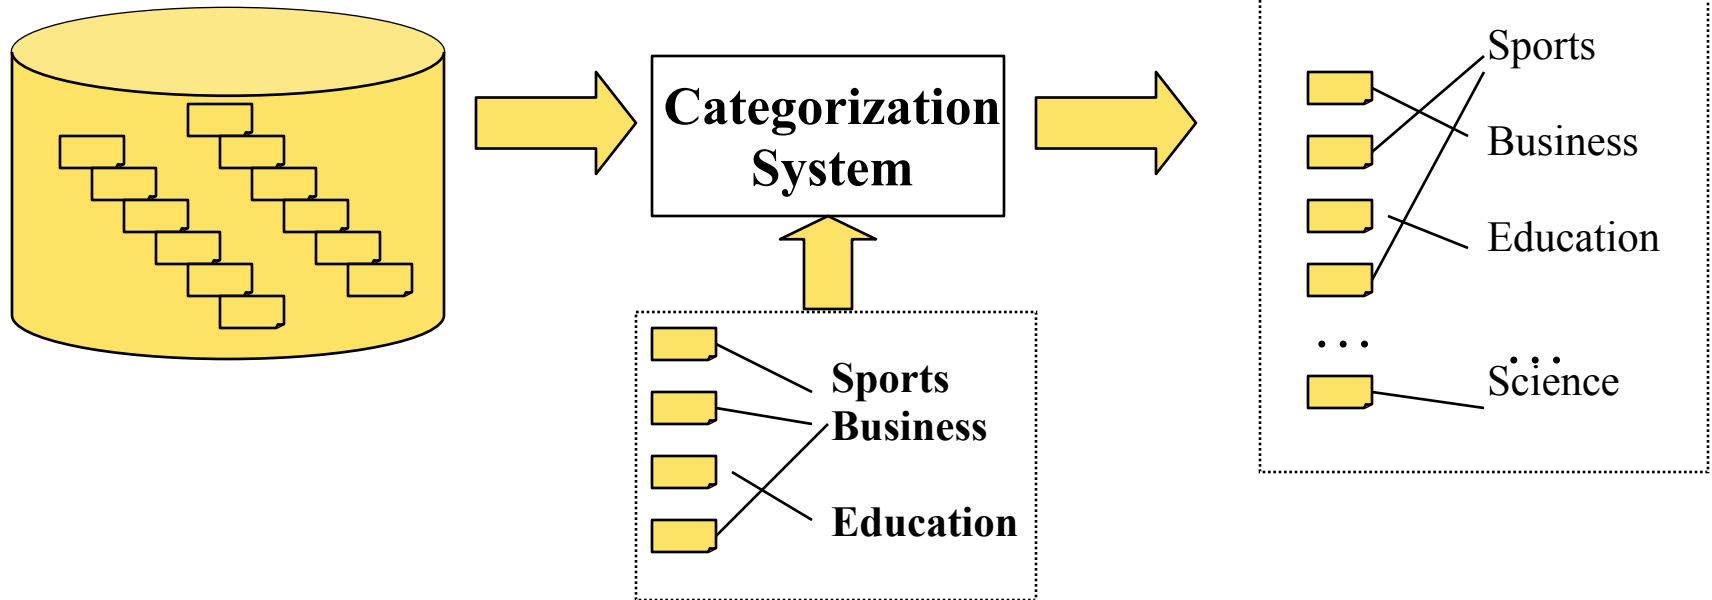 Categorization
System
Sports
Business
Education
Sports
Business
Education
...
...
Science